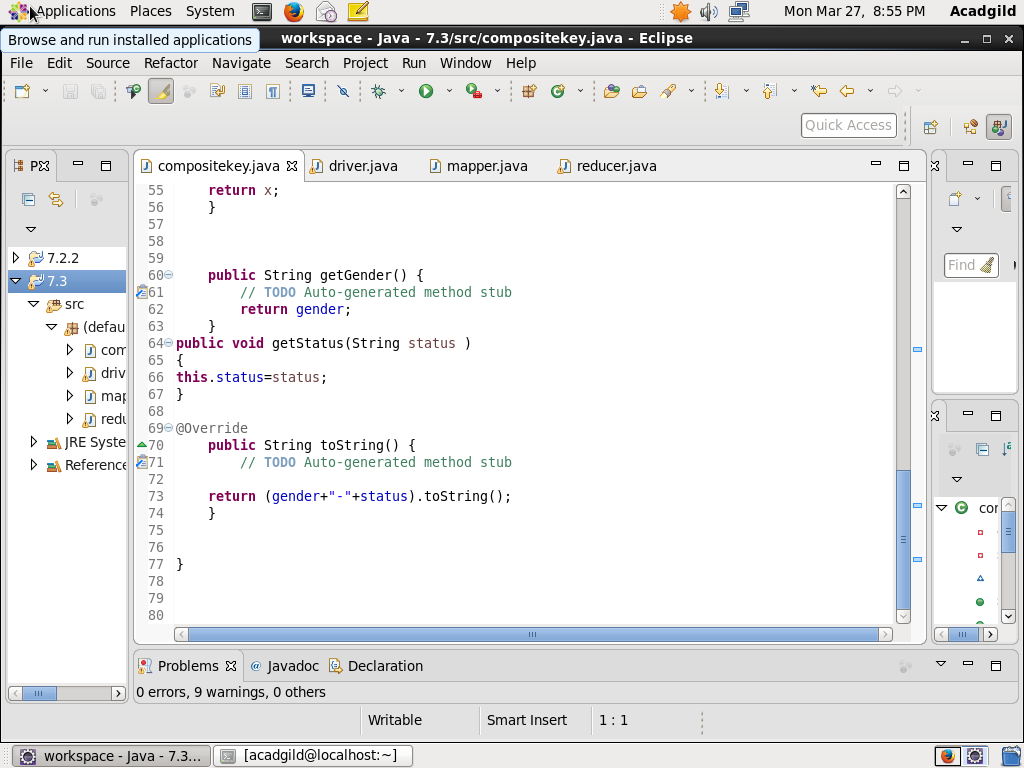 Applications Places System Mon Mar 27, 8:55 PM Acadgild
Browse and run installed applications
workspace - Java - 7.3/src/compositekey.java - Eclipse
File Edit Source Refactor Navigate Search Project Run Window Help
Quick Access
P
compositekey.java driver.java mapper.java reducer.java
7.2.2
7.3
src
(defau
com
driv
map
redu
JRE Syste
Reference
55 return x;
56 }
57
58
59
60 public String getGender() {
61 // TODO Auto-generated method stub
62 return gender;
63 }
64 public void getStatus(String status )
65 {
66 this.status=status;
67 }
68
69 @Override
70 public String toString() {
71 // TODO Auto-generated method stub
72
73 return (gender+"-"+status).toString();
74 }
75
76
77 }
78
79
80
Find
cor
Problems @ Javadoc Declaration
0 errors, 9 warnings, 0 others
Writable Smart Insert 1 : 1
workspace - Java - 7.3... [acadgild@localhost:~]